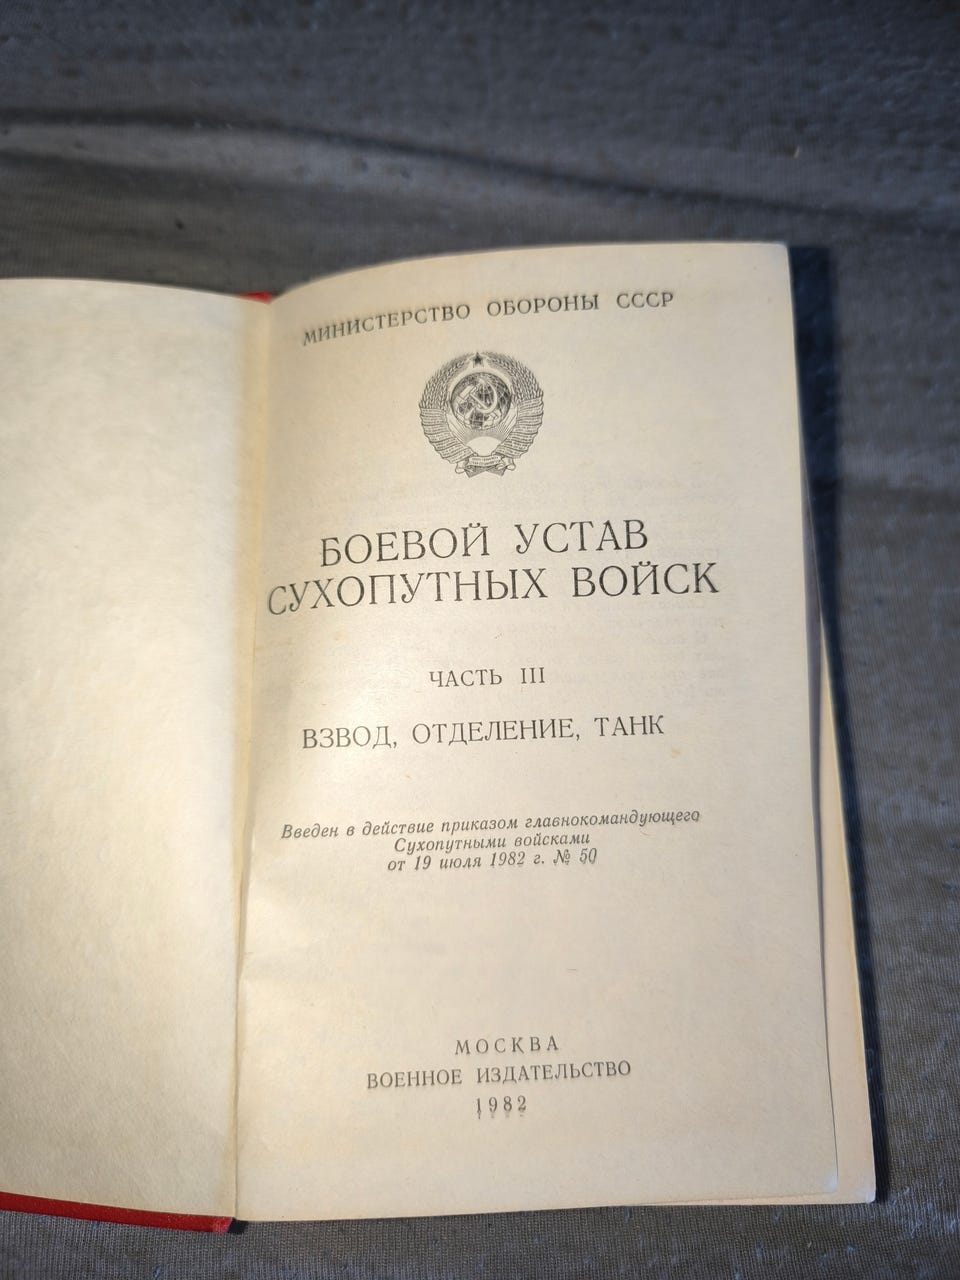 МИНИСТЕРСТВО ОБОРОНЫ СССР
БОЕВОЙ УСТАВ
СУХОПУТНЫХ ВОЙСК
ЧАСТЬ III
ВЗВОД, ОТДЕЛЕНИЕ, ТАНК
Введен в действие приказом главнокомандующего
Сухопутными войсками
от 19 июля 1982 г. № 50
МОСКВА
ВОЕННОЕ ИЗДАТЕЛЬСТВО
1982